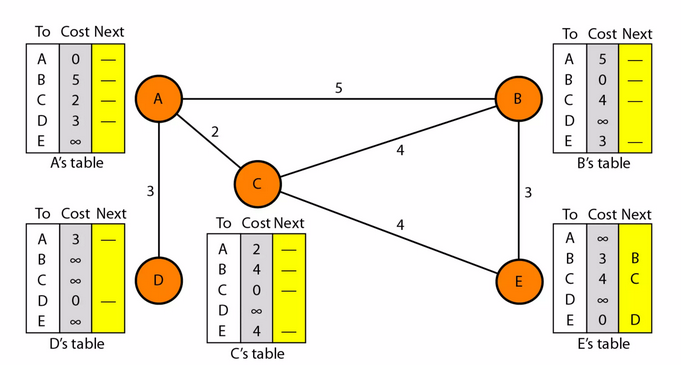 To Cost Next
A 0 —
B 5 —
C 2 —
D 3 —
E ∞
A's table
To Cost Next
A 5 —
B 0 —
C 4 —
D ∞
E 3 —
B's table
A
B
C
D
E
5
2
4
3
3
4
To Cost Next
A 3 —
B ∞
C ∞
D 0 —
E ∞
D's table
To Cost Next
A 2 —
B 4 —
C 0 —
D ∞
E 4 —
C's table
To Cost Next
A ∞
B 3 B
C 4 C
D ∞
E 0 D
E's table